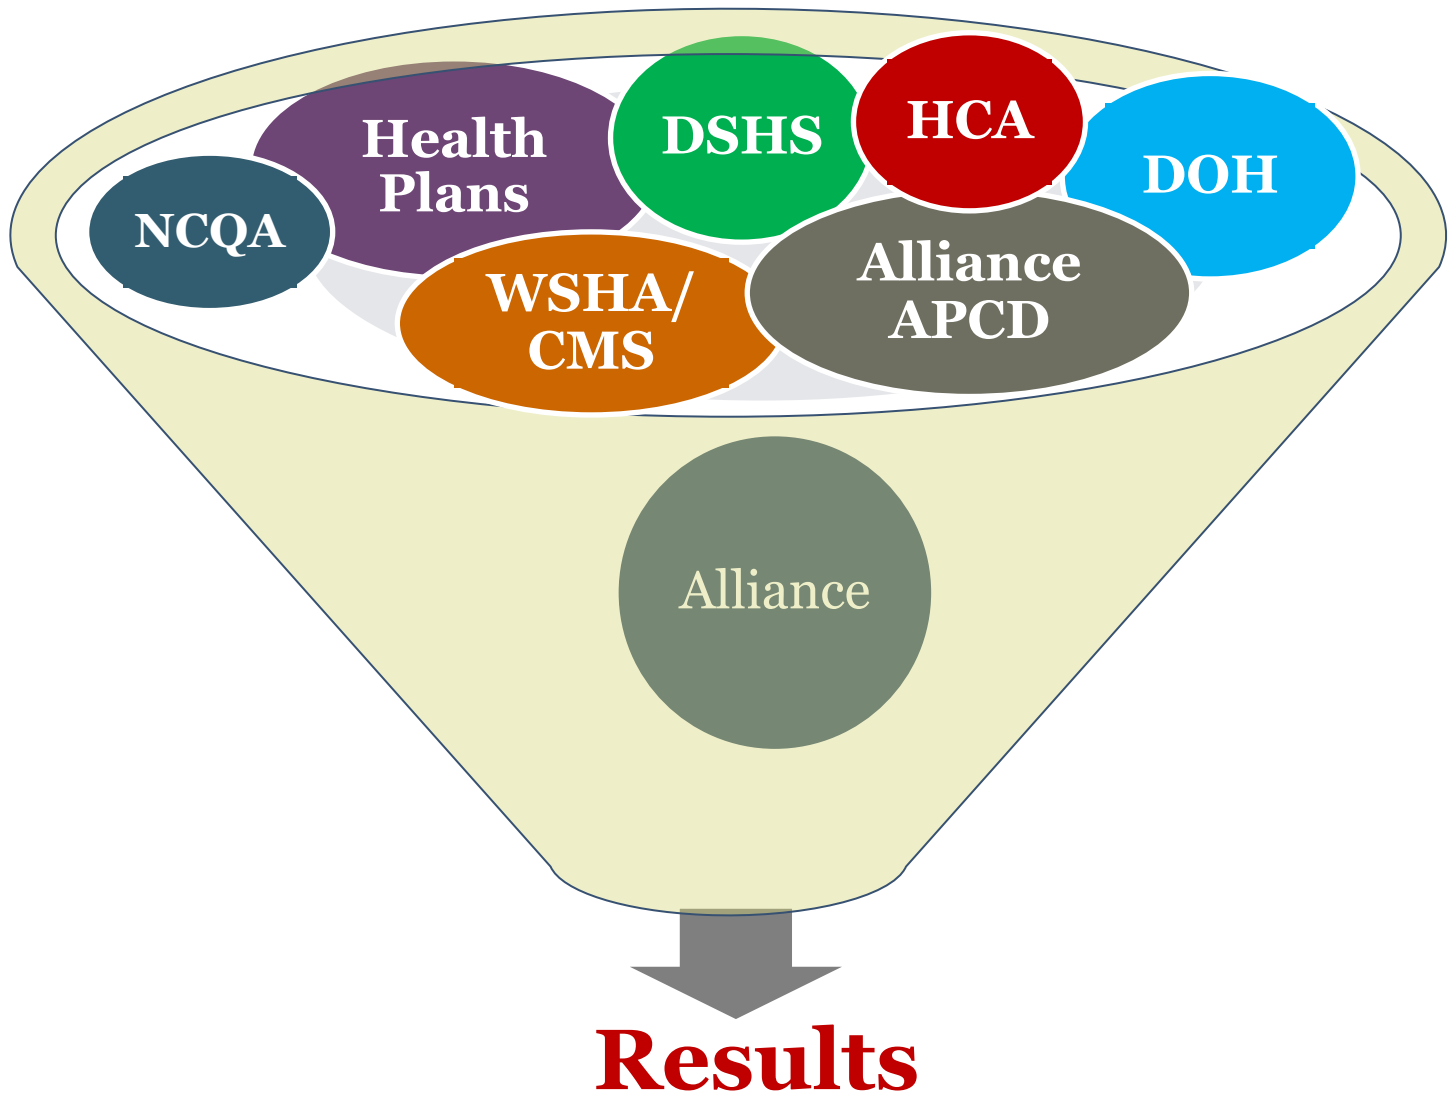 Health
Plans
DSHS
HCA
DOH
NCQA
WSHA/
CMS
Alliance
APCD
Alliance
Results